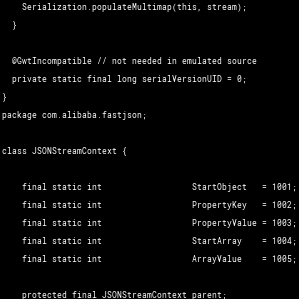 Serialization.populateMultimap(this, stream);
}
@GwtIncompatible // not needed in emulated source
private static final long serialVersionUID = 0;
}
package com.alibaba.fastjson;
class JSONStreamContext {
final static int StartObject = 1001;
final static int PropertyKey = 1002;
final static int PropertyValue = 1003;
final static int StartArray = 1004;
final static int ArrayValue = 1005;
protected final JSONStreamContext parent;